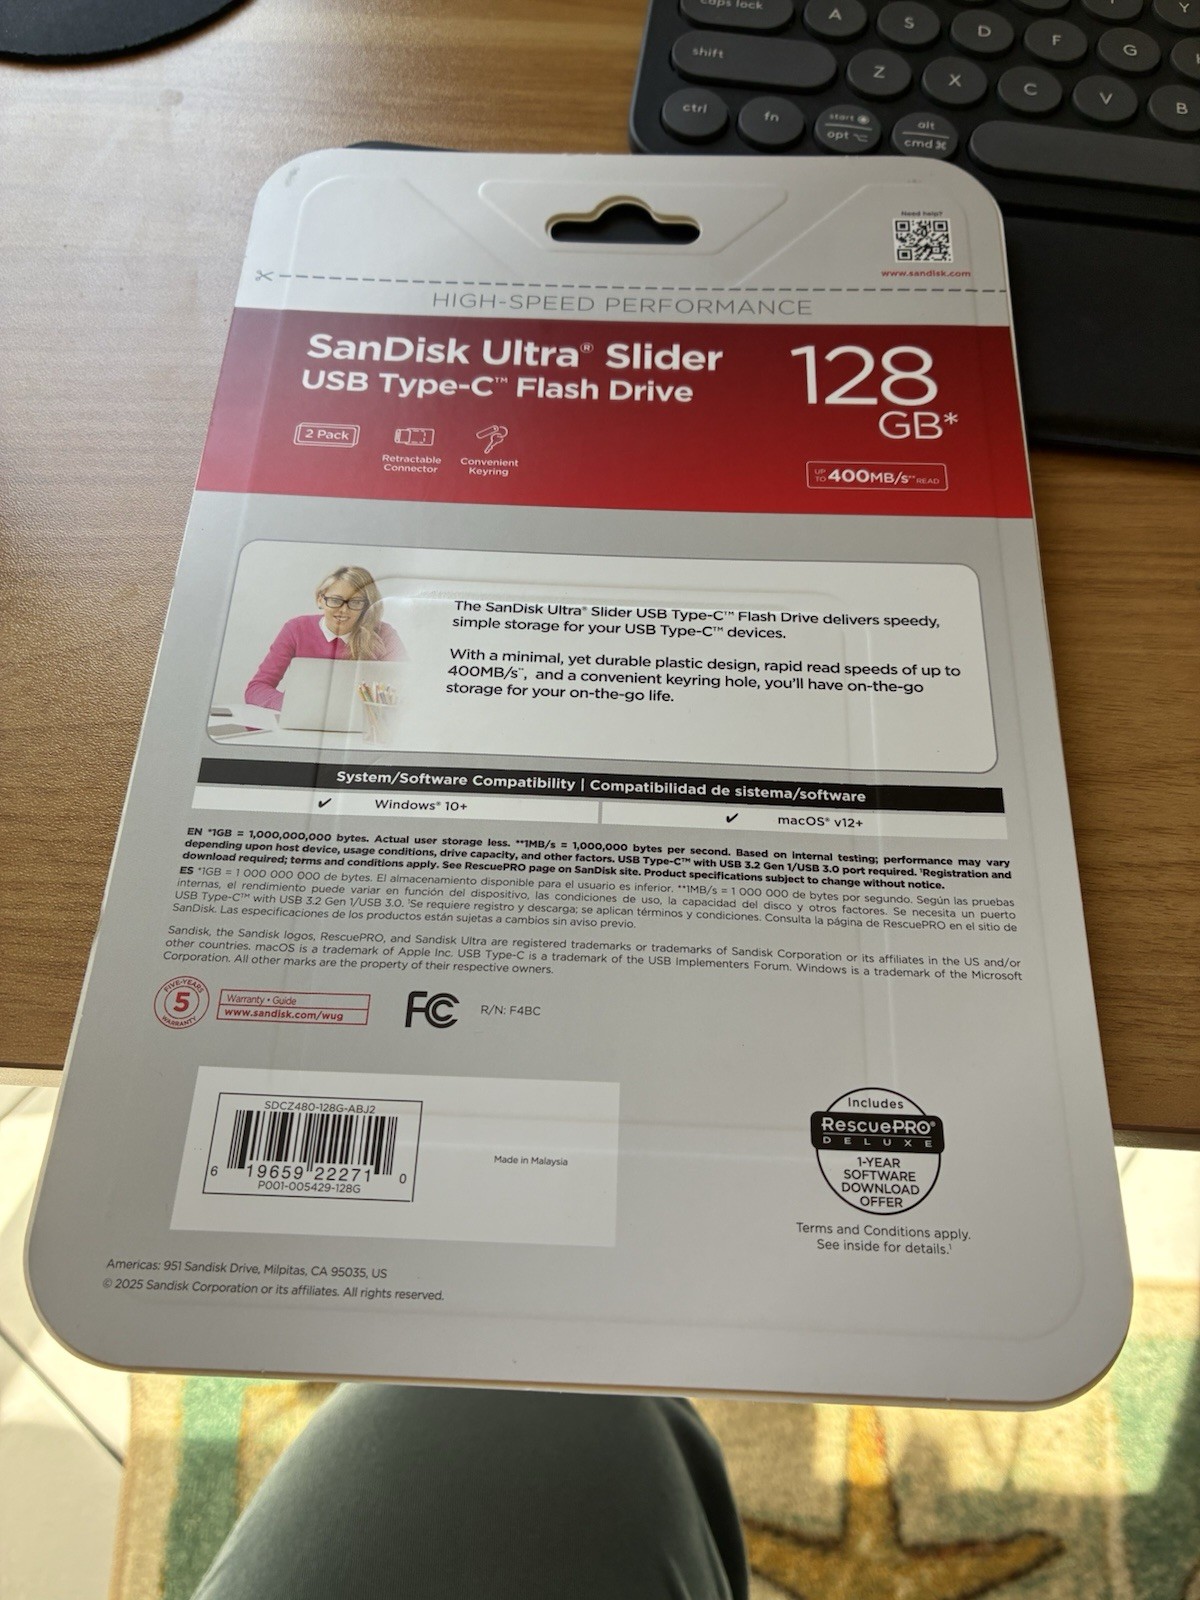 caps lock
A
S
D
F
G
Y
shift
Z
X
C
V
B
ctrl
fn
start
opt
alt
cmd ⌘
Need help?
www.sandisk.com
HIGH-SPEED PERFORMANCE
SanDisk Ultra® Slider
USB Type-C™ Flash Drive
128
GB*
2 Pack
Retractable
Connector
Convenient
Keyring
UP TO 400MB/s** READ
The SanDisk Ultra® Slider USB Type-C™ Flash Drive delivers speedy,
simple storage for your USB Type-C™ devices.
With a minimal, yet durable plastic design, rapid read speeds of up to
400MB/s**, and a convenient keyring hole, you'll have on-the-go
storage for your on-the-go life.
System/Software Compatibility | Compatibilidad de sistema/software
✓ Windows® 10+
✓ macOS® v12+
EN *1GB = 1,000,000,000 bytes. Actual user storage less. **1MB/s = 1,000,000 bytes per second. Based on internal testing; performance may vary
depending upon host device, usage conditions, drive capacity, and other factors. USB Type-C™ with USB 3.2 Gen 1/USB 3.0 port required. ¹Registration and
download required; terms and conditions apply. See RescuePRO page on SanDisk site. Product specifications subject to change without notice.
ES *1GB = 1 000 000 000 de bytes. El almacenamiento disponible para el usuario es inferior. **1MB/s = 1 000 000 de bytes por segundo. Según las pruebas
internas, el rendimiento puede variar en función del dispositivo, las condiciones de uso, la capacidad del disco y otros factores. Se necesita un puerto
USB Type-C™ with USB 3.2 Gen 1/USB 3.0. ¹Se requiere registro y descarga; se aplican términos y condiciones. Consulta la página de RescuePRO en el sitio de
SanDisk. Las especificaciones de los productos están sujetas a cambios sin aviso previo.
Sandisk, the Sandisk logos, RescuePRO, and Sandisk Ultra are registered trademarks or trademarks of Sandisk Corporation or its affiliates in the US and/or
other countries. macOS is a trademark of Apple Inc. USB Type-C is a trademark of the USB Implementers Forum. Windows is a trademark of the Microsoft
Corporation. All other marks are the property of their respective owners.
FIVE-YEARS
5
WARRANTY
Warranty • Guide
www.sandisk.com/wug
FC
R/N: F4BC
SDCZ480-128G-ABJ2
6 19659 22271 0
P001-005429-128G
Made in Malaysia
Includes
RescuePRO®
DELUXE
1-YEAR
SOFTWARE
DOWNLOAD
OFFER
Terms and Conditions apply.
See inside for details.¹
Americas: 951 Sandisk Drive, Milpitas, CA 95035, US
© 2025 Sandisk Corporation or its affiliates. All rights reserved.